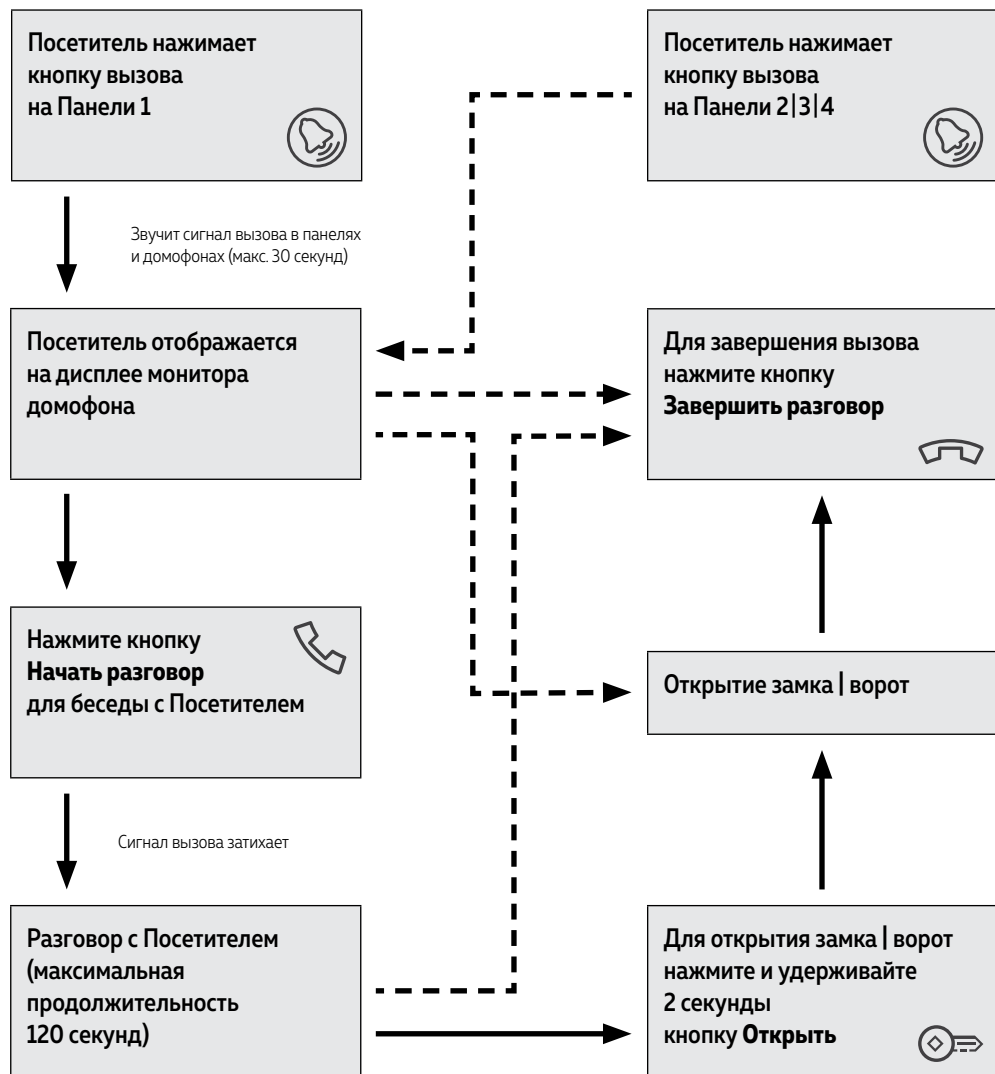 Посетитель нажимает
кнопку вызова
на Панели 1
Посетитель нажимает
кнопку вызова
на Панели 2|3|4
Звучит сигнал вызова в панелях
и домофонах (макс. 30 секунд)
Посетитель отображается
на дисплее монитора
домофона
Для завершения вызова
нажмите кнопку
Завершить разговор
Нажмите кнопку
Начать разговор
для беседы с Посетителем
Открытие замка | ворот
Сигнал вызова затихает
Разговор с Посетителем
(максимальная
продолжительность
120 секунд)
Для открытия замка | ворот
нажмите и удерживайте
2 секунды
кнопку Открыть